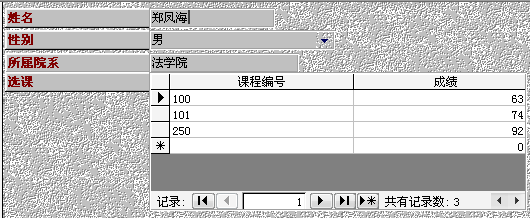 姓名 郑凤海
性别 男
所属院系 法学院
选课 课程编号 成绩
100 63
101 74
250 92
0
记录: 1 共有记录数: 3